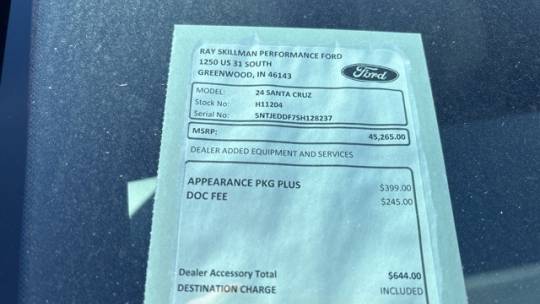 RAY SKILLMAN PERFORMANCE FORD
1250 US 31 SOUTH
GREENWOOD, IN 46143
Ford
MODEL: 24 SANTA CRUZ
Stock No: H11204
Serial No: 5NTJEDDF7SH128237
MSRP: 45,265.00
DEALER ADDED EQUIPMENT AND SERVICES
APPEARANCE PKG PLUS $399.00
DOC FEE $245.00
Dealer Accessory Total $644.00
DESTINATION CHARGE INCLUDED